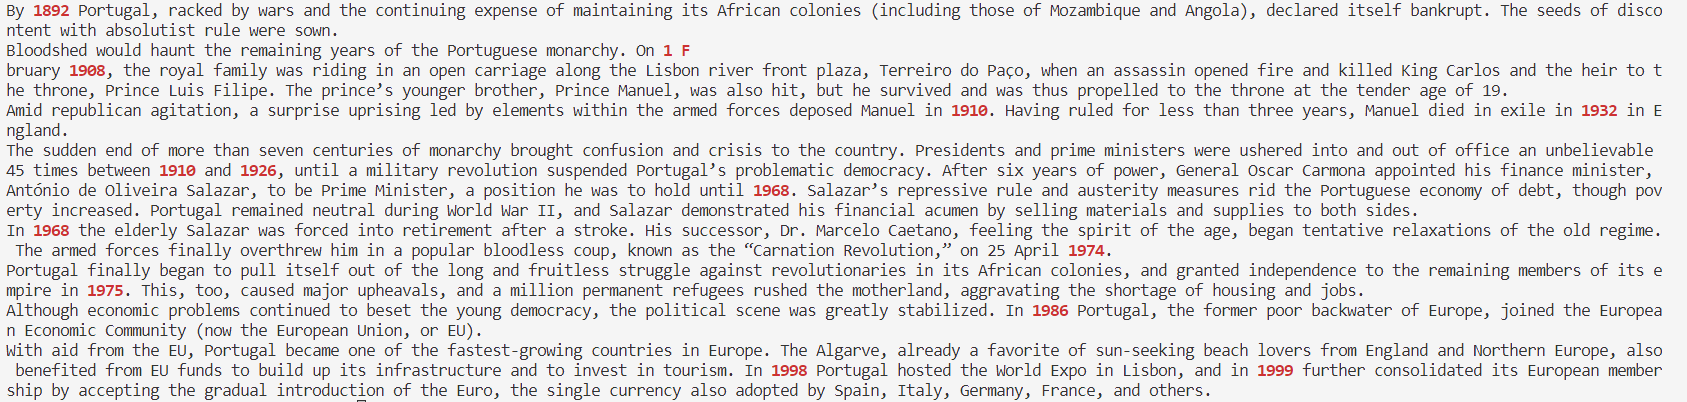 By 1892 Portugal, racked by wars and the continuing expense of maintaining its African colonies (including those of Mozambique and Angola), declared itself bankrupt. The seeds of disco
ntent with absolutist rule were sown.
Bloodshed would haunt the remaining years of the Portuguese monarchy. On 1 F
bruary 1908, the royal family was riding in an open carriage along the Lisbon river front plaza, Terreiro do Paço, when an assassin opened fire and killed King Carlos and the heir to t
he throne, Prince Luis Filipe. The prince’s younger brother, Prince Manuel, was also hit, but he survived and was thus propelled to the throne at the tender age of 19.
Amid republican agitation, a surprise uprising led by elements within the armed forces deposed Manuel in 1910. Having ruled for less than three years, Manuel died in exile in 1932 in E
ngland.
The sudden end of more than seven centuries of monarchy brought confusion and crisis to the country. Presidents and prime ministers were ushered into and out of office an unbelievable
45 times between 1910 and 1926, until a military revolution suspended Portugal’s problematic democracy. After six years of power, General Oscar Carmona appointed his finance minister,
António de Oliveira Salazar, to be Prime Minister, a position he was to hold until 1968. Salazar’s repressive rule and austerity measures rid the Portuguese economy of debt, though pov
erty increased. Portugal remained neutral during World War II, and Salazar demonstrated his financial acumen by selling materials and supplies to both sides.
In 1968 the elderly Salazar was forced into retirement after a stroke. His successor, Dr. Marcelo Caetano, feeling the spirit of the age, began tentative relaxations of the old regime.
The armed forces finally overthrew him in a popular bloodless coup, known as the “Carnation Revolution,” on 25 April 1974.
Portugal finally began to pull itself out of the long and fruitless struggle against revolutionaries in its African colonies, and granted independence to the remaining members of its e
mpire in 1975. This, too, caused major upheavals, and a million permanent refugees rushed the motherland, aggravating the shortage of housing and jobs.
Although economic problems continued to beset the young democracy, the political scene was greatly stabilized. In 1986 Portugal, the former poor backwater of Europe, joined the Europea
n Economic Community (now the European Union, or EU).
With aid from the EU, Portugal became one of the fastest-growing countries in Europe. The Algarve, already a favorite of sun-seeking beach lovers from England and Northern Europe, also
benefited from EU funds to build up its infrastructure and to invest in tourism. In 1998 Portugal hosted the World Expo in Lisbon, and in 1999 further consolidated its European member
ship by accepting the gradual introduction of the Euro, the single currency also adopted by Spain, Italy, Germany, France, and others.